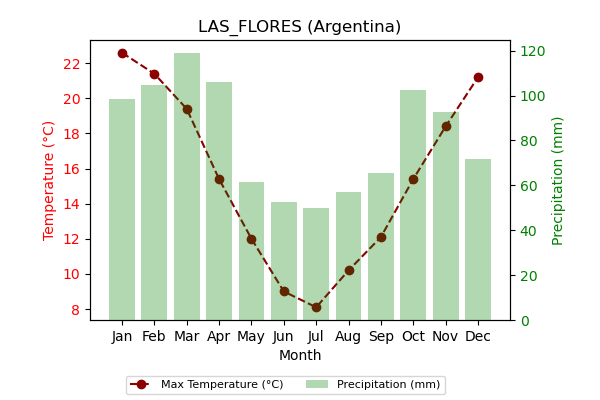 LAS_FLORES (Argentina)
Temperature (°C)
22
20
18
16
14
12
10
8
120
100
80
60
40
20
0
Precipitation (mm)
Jan Feb Mar Apr May Jun Jul Aug Sep Oct Nov Dec
Month
Max Temperature (°C) Precipitation (mm)